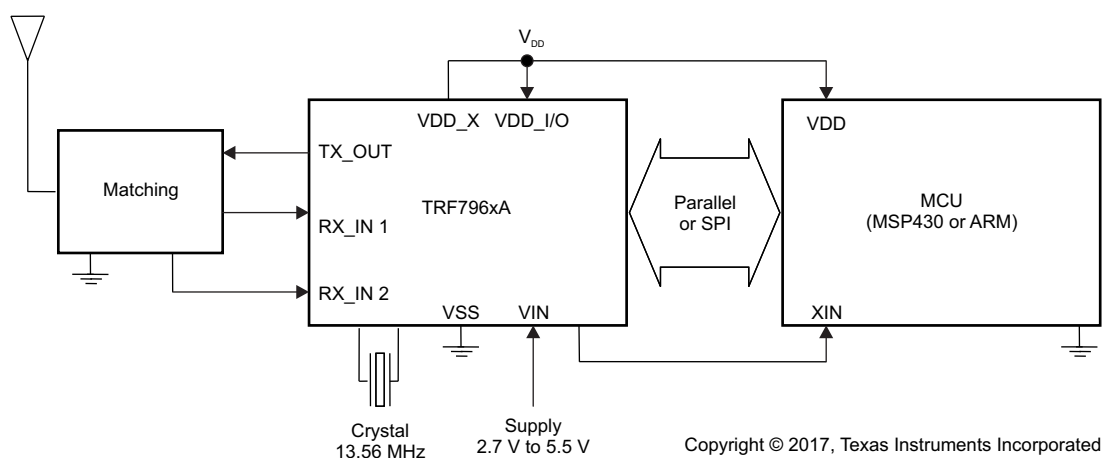 V_DD
VDD_X VDD_I/O
VDD
TX_OUT
Matching
TRF796xA
Parallel
or SPI
MCU
(MSP430 or ARM)
RX_IN 1
RX_IN 2
VSS
VIN
XIN
Crystal
13.56 MHz
Supply
2.7 V to 5.5 V
Copyright © 2017, Texas Instruments Incorporated